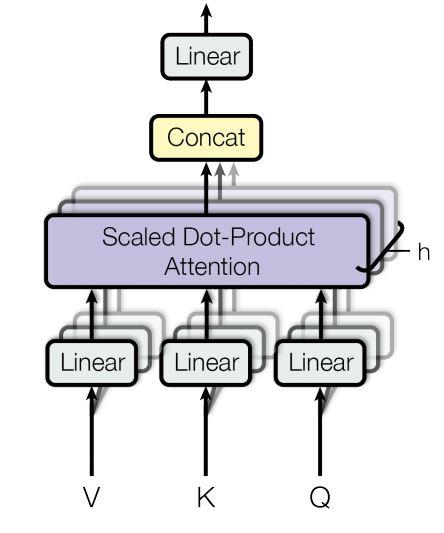 Linear
Concat
Scaled Dot-Product
Attention
h
Linear
Linear
Linear
V
K
Q